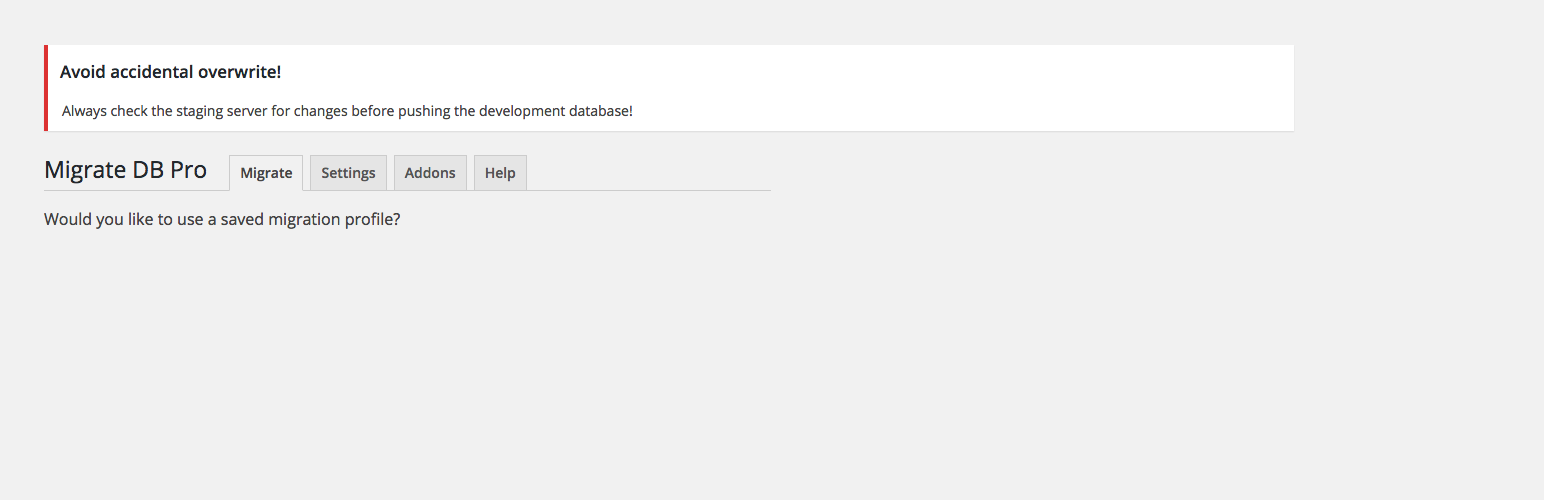 Avoid accidental overwrite!
Always check the staging server for changes before pushing the development database!
Migrate DB Pro Migrate Settings Addons Help
Would you like to use a saved migration profile?